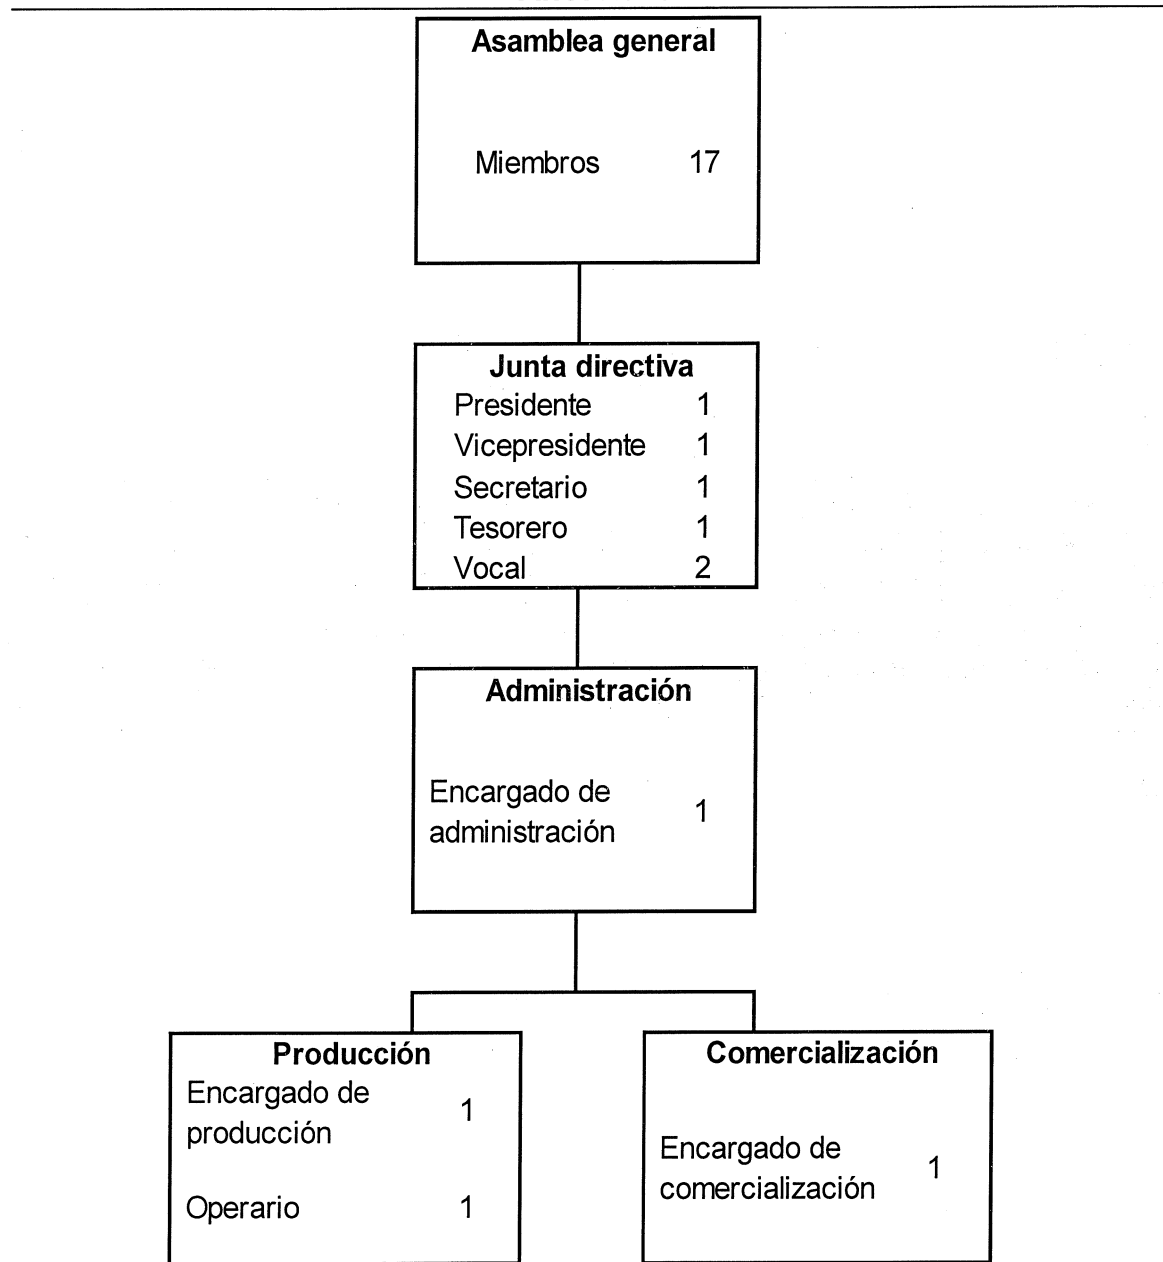 Asamblea general
Miembros 17
Junta directiva
Presidente 1
Vicepresidente 1
Secretario 1
Tesorero 1
Vocal 2
Administración
Encargado de
administración 1
Producción
Encargado de
producción 1
Operario 1
Comercialización
Encargado de
comercialización 1